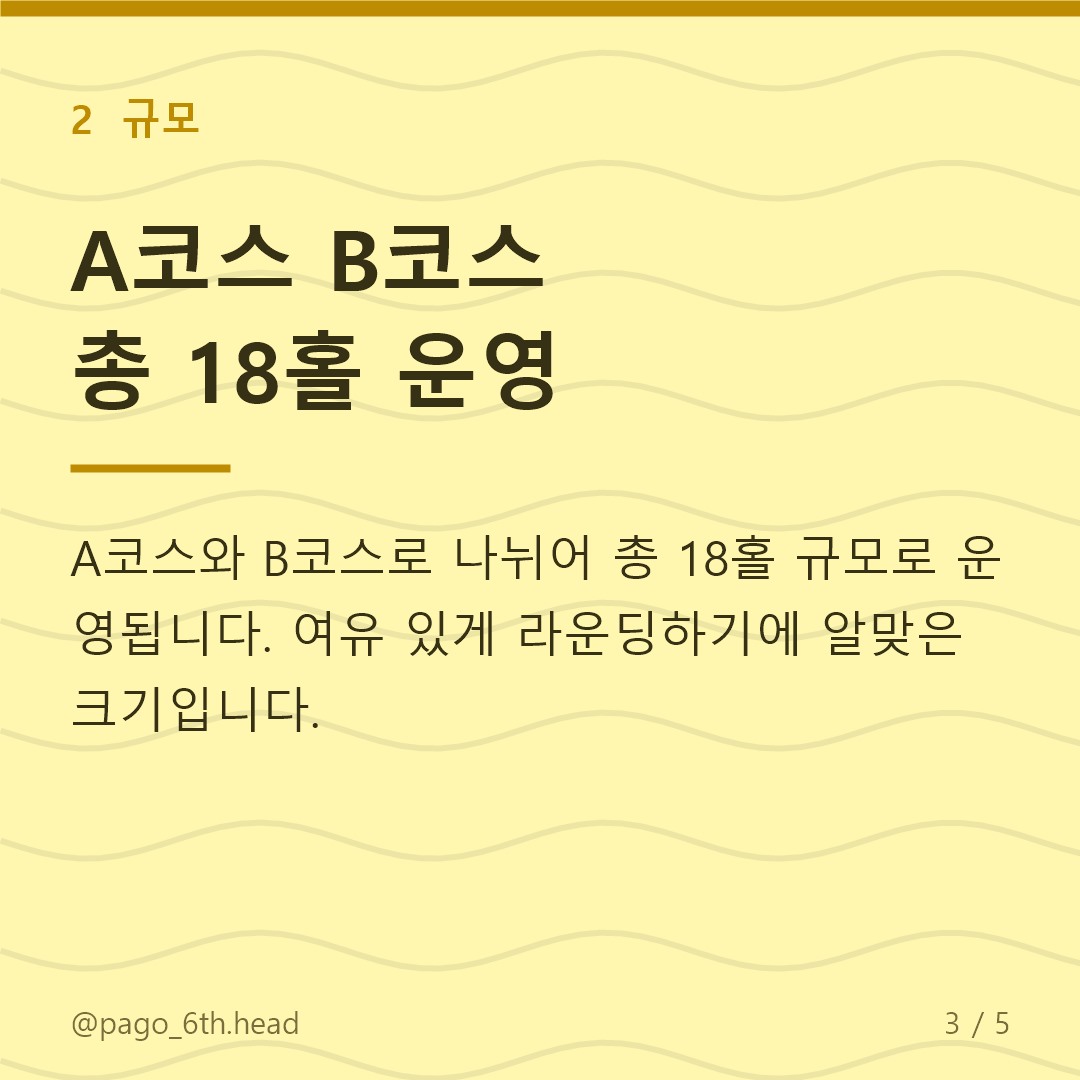 2 규모
A코스 B코스
총 18홀 운영
A코스와 B코스로 나뉘어 총 18홀 규모로 운
영됩니다. 여유 있게 라운딩하기에 알맞은
크기입니다.
@pago_6th.head
3 / 5